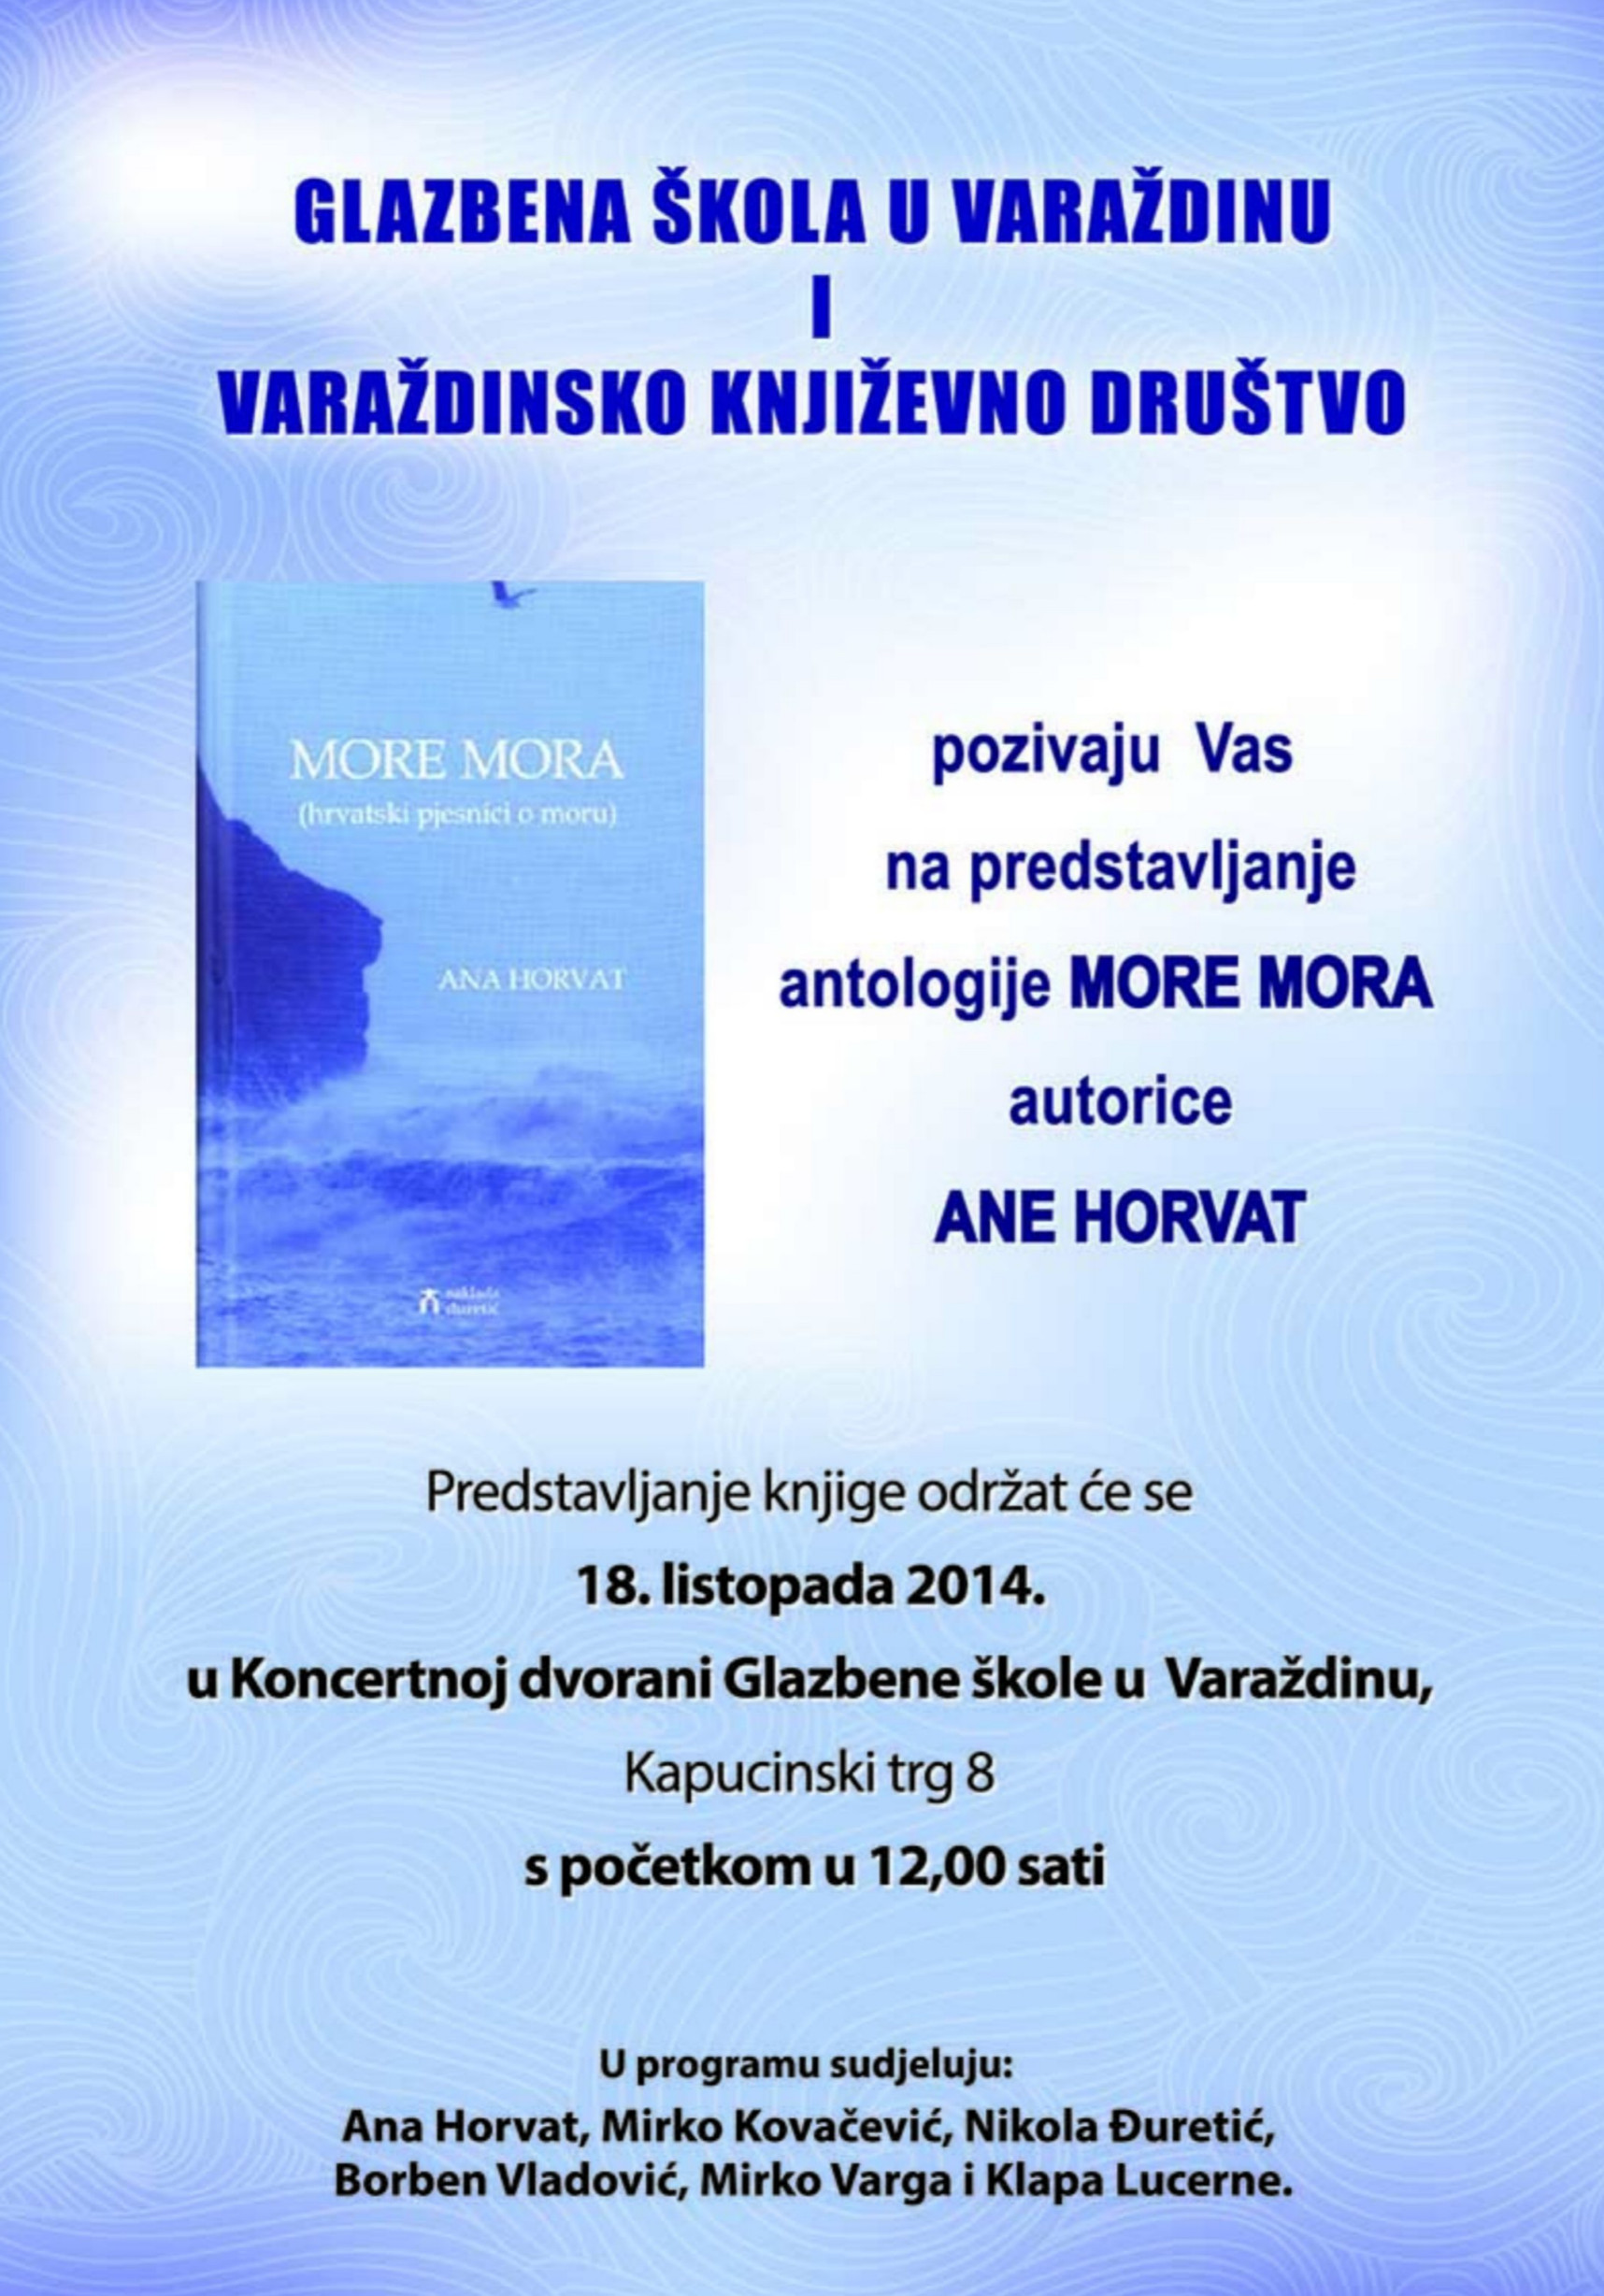 GLAZBENA ŠKOLA U VARAŽDINU
I
VARAŽDINSKO KNJIŽEVNO DRUŠTVO
MORE MORA
(hrvatski pjesnici o moru)
ANA HORVAT
naklada
đuretić
pozivaju Vas
na predstavljanje
antologije MORE MORA
autorice
ANE HORVAT
Predstavljanje knjige održat će se
18. listopada 2014.
u Koncertnoj dvorani Glazbene škole u Varaždinu,
Kapucinski trg 8
s početkom u 12,00 sati
U programu sudjeluju:
Ana Horvat, Mirko Kovačević, Nikola Đuretić,
Borben Vladović, Mirko Varga i Klapa Lucerne.